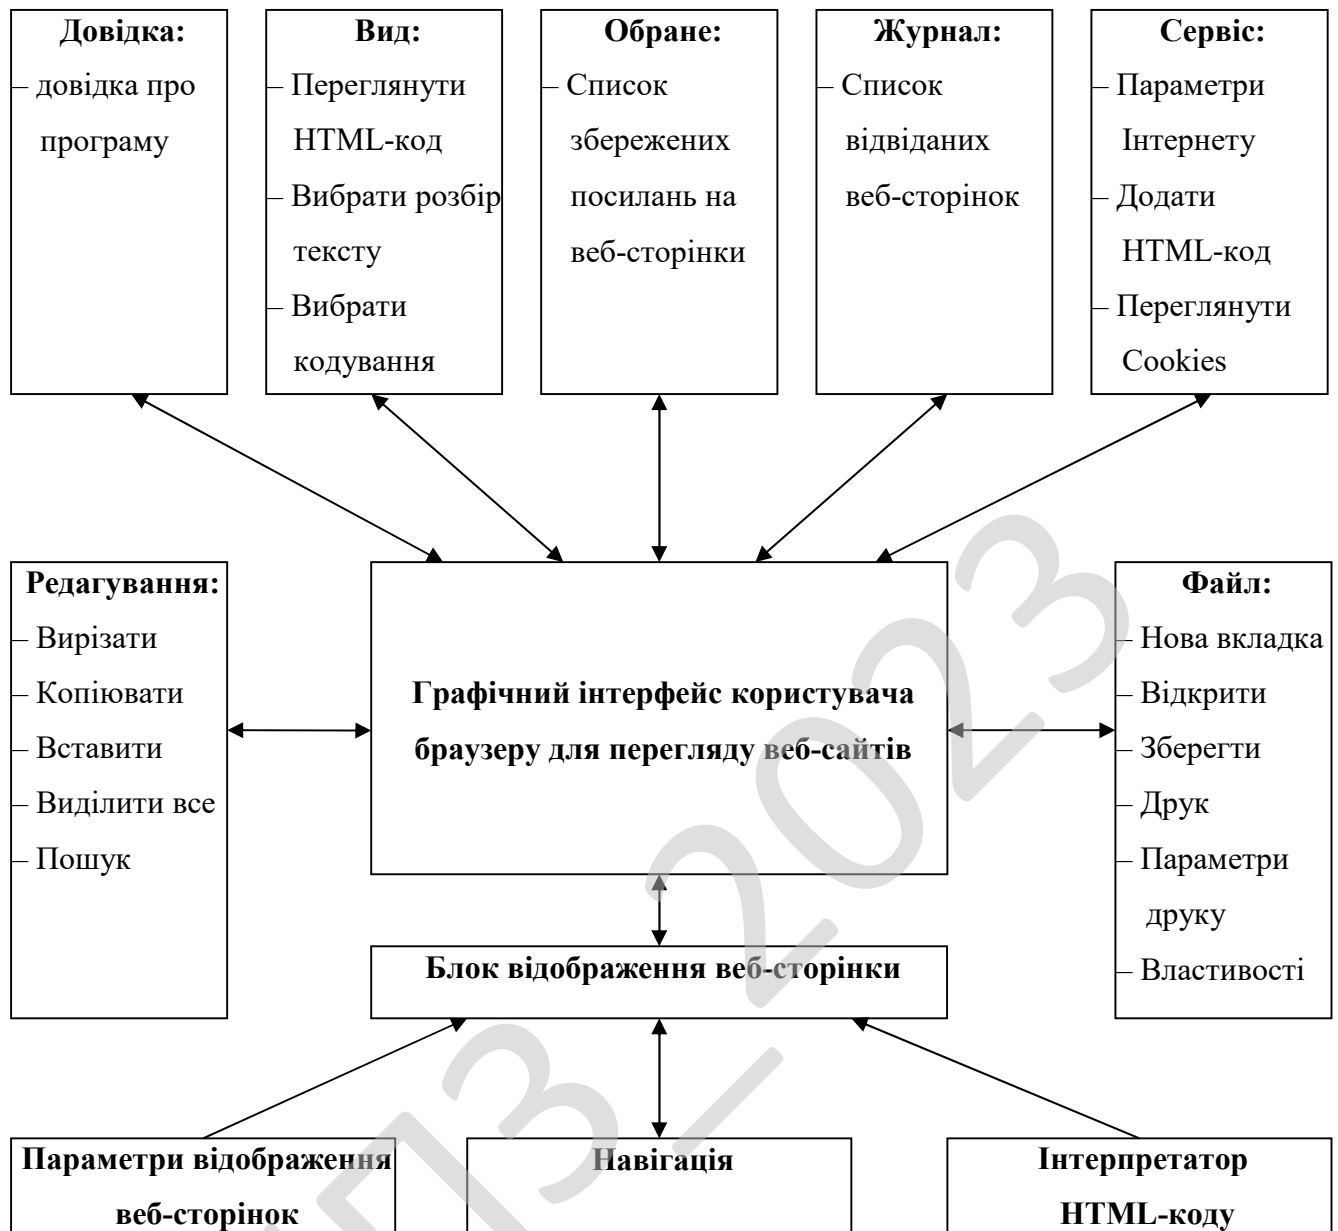 Довідка:
– довідка про
програму
Вид:
– Переглянути
HTML-код
– Вибрати розбір
тексту
– Вибрати
кодування
Обране:
– Список
збережених
посилань на
веб-сторінки
Журнал:
– Список
відвіданих
веб-сторінок
Сервіс:
– Параметри
Інтернету
– Додати
HTML-код
– Переглянути
Cookies
Редагування:
– Вирізати
– Копіювати
– Вставити
– Виділити все
– Пошук
Графічний інтерфейс користувача
браузеру для перегляду веб-сайтів
Файл:
– Нова вкладка
– Відкрити
– Зберегти
– Друк
– Параметри
друку
– Властивості
Блок відображення веб-сторінки
Параметри відображення
веб-сторінок
Навігація
Інтерпретатор
HTML-коду
ПЗ_2023